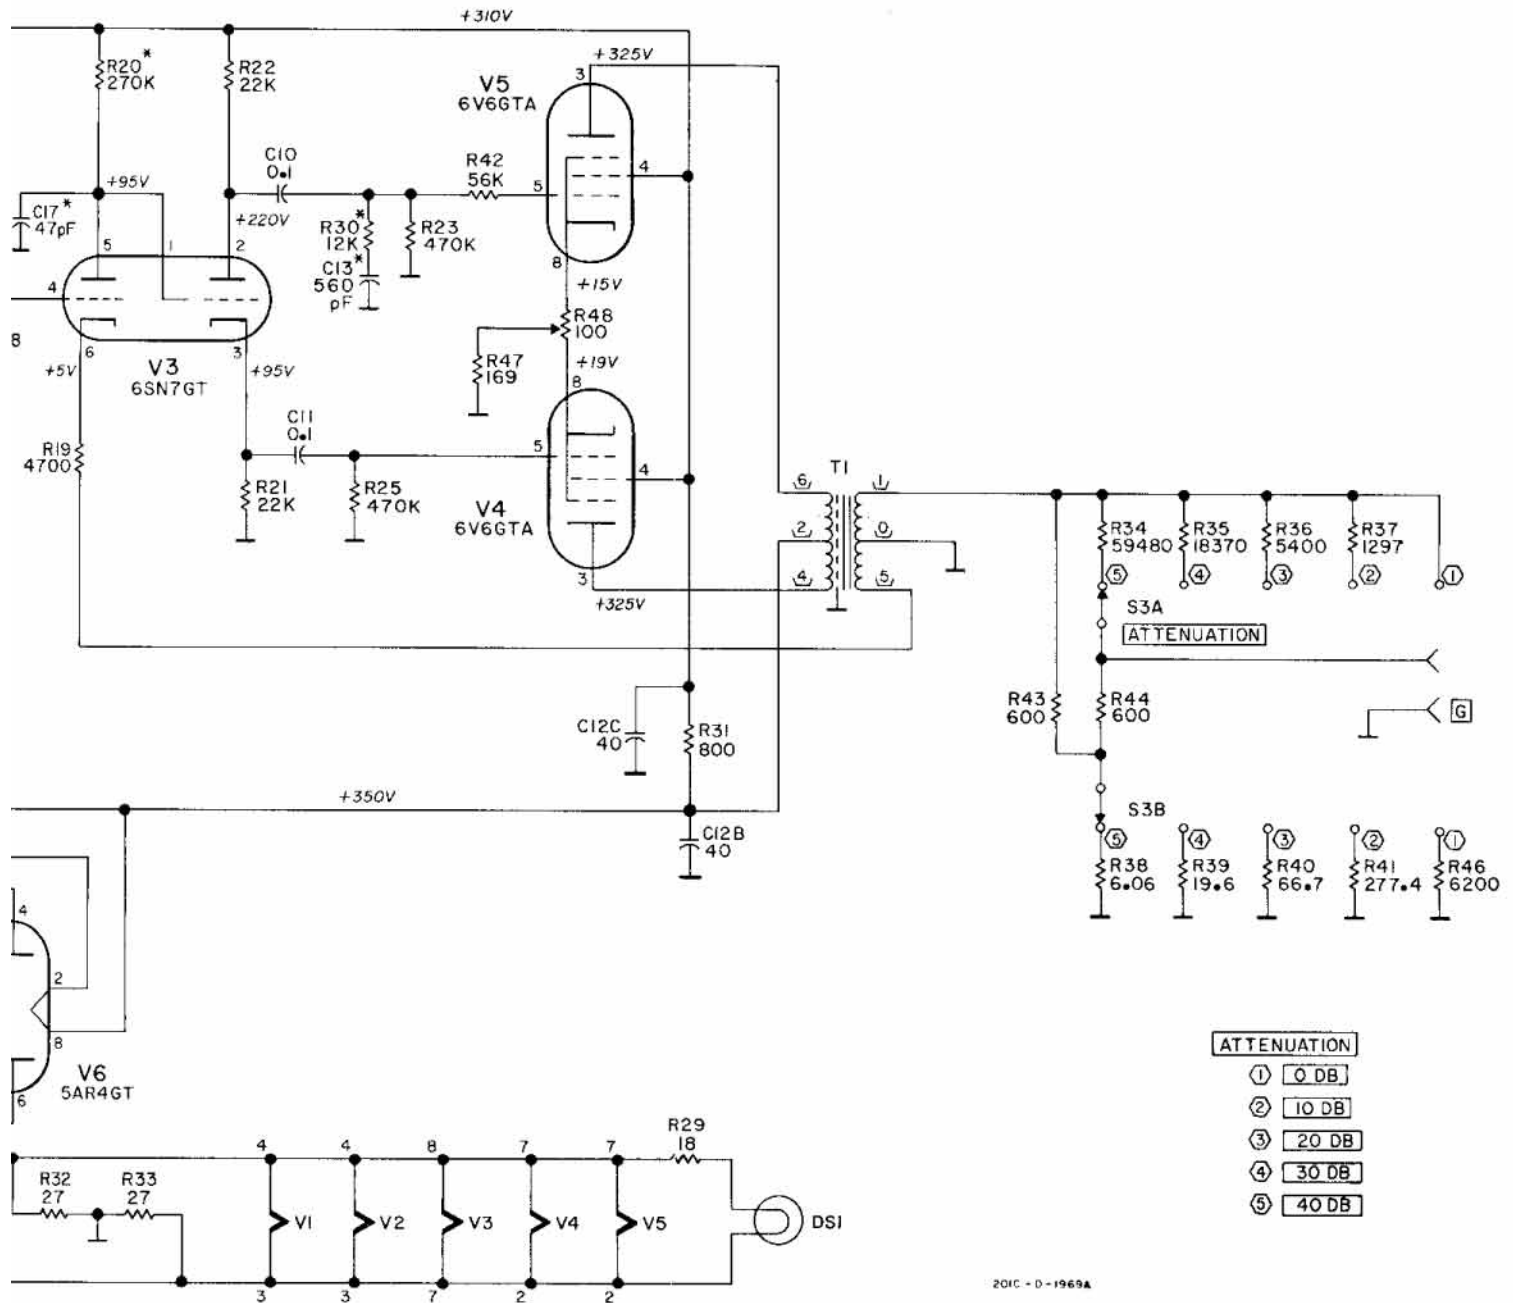 +310V
+325V
R20*
270K
R22
22K
3
V5
6V6GTA
C10
0.1
R42
56K
4
5
+95V
C17*
47pF
+220V
R30*
12K
R23
470K
C13*
560
pF
5
1
2
8
+15V
4
R48
100
8
V3
6SN7GT
6
3
+5V
+95V
R47
169
+19V
8
C11
0.1
5
4
R19
4700
R21
22K
R25
470K
V4
6V6GTA
3
+325V
T1
6
1
2
0
4
5
R34
59480
R35
18370
R36
5400
R37
1297
5
4
3
2
1
S3A
ATTENUATION
R43
600
R44
600
G
C12C
40
R31
800
+350V
S3B
C12B
40
5
4
3
2
1
R38
6.06
R39
19.6
R40
66.7
R41
277.4
R46
6200
4
2
8
6
V6
5AR4GT
ATTENUATION
1 0 DB
2 10 DB
3 20 DB
4 30 DB
5 40 DB
R32
27
R33
27
4
4
8
7
7
R29
18
V1
V2
V3
V4
V5
DS1
3
3
7
2
2
201C-D-1969A